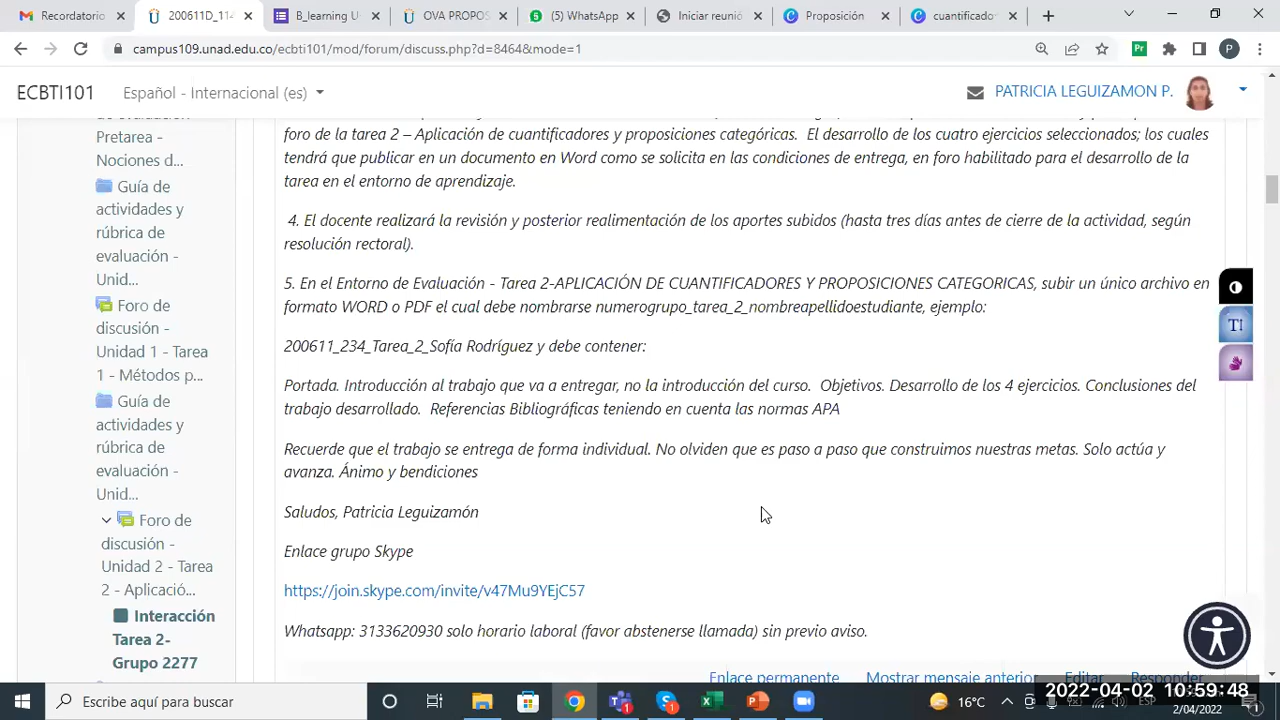 Recordatorio
200611D_114
B_learning U
OVA PROPOS
(5) WhatsApp
Iniciar reunió
Proposición
cuantificado
campus109.unad.edu.co/ecbti101/mod/forum/discuss.php?d=8464&mode=1
ECBTI101
Español - Internacional (es)
PATRICIA LEGUIZAMON P.
de evaluación
Pretarea -
Nociones d...
Guía de
actividades y
rúbrica de
evaluación -
Unid...
Foro de
discusión -
Unidad 1 - Tarea
1 - Métodos p...
Guía de
actividades y
rúbrica de
evaluación -
Unid...
Foro de
discusión -
Unidad 2 - Tarea
2 - Aplicació...
Interacción
Tarea 2-
Grupo 2277
foro de la tarea 2 – Aplicación de cuantificadores y proposiciones categóricas. El desarrollo de los cuatro ejercicios seleccionados; los cuales
tendrá que publicar en un documento en Word como se solicita en las condiciones de entrega, en foro habilitado para el desarrollo de la
tarea en el entorno de aprendizaje.
4. El docente realizará la revisión y posterior realimentación de los aportes subidos (hasta tres días antes de cierre de la actividad, según
resolución rectoral).
5. En el Entorno de Evaluación - Tarea 2-APLICACIÓN DE CUANTIFICADORES Y PROPOSICIONES CATEGORICAS, subir un único archivo en
formato WORD o PDF el cual debe nombrarse numerogrupo_tarea_2_nombreapellidoestudiante, ejemplo:
200611_234_Tarea_2_Sofía Rodríguez y debe contener:
Portada. Introducción al trabajo que va a entregar, no la introducción del curso. Objetivos. Desarrollo de los 4 ejercicios. Conclusiones del
trabajo desarrollado. Referencias Bibliográficas teniendo en cuenta las normas APA
Recuerde que el trabajo se entrega de forma individual. No olviden que es paso a paso que construimos nuestras metas. Solo actúa y
avanza. Ánimo y bendiciones
Saludos, Patricia Leguizamón
Enlace grupo Skype
https://join.skype.com/invite/v47Mu9YEjC57
Whatsapp: 3133620930 solo horario laboral (favor abstenerse llamada) sin previo aviso.
Enlace permanente
Mostrar mensaje anterior
Editar
Responder
Escribe aquí para buscar
16°C
ESP
2022-04-02 10:59:48
2/04/2022